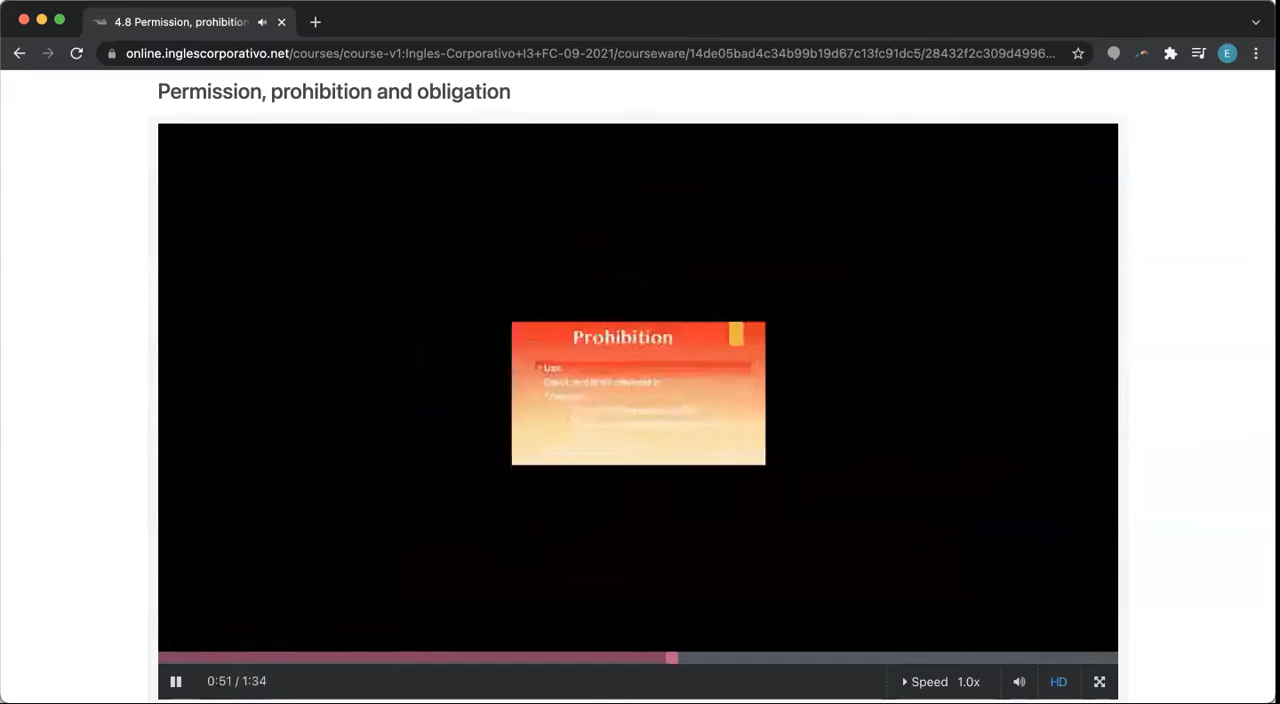 4.8 Permission, prohibition
online.inglescorporativo.net/courses/course-v1:Ingles-Corporativo+I3+FC-09-2021/courseware/14de05bad4c34b99b19d67c13fc91dc5/28432f2c309d4996...
E
Permission, prohibition and obligation
Prohibition
Use:
0:51 / 1:34
Speed 1.0x
HD